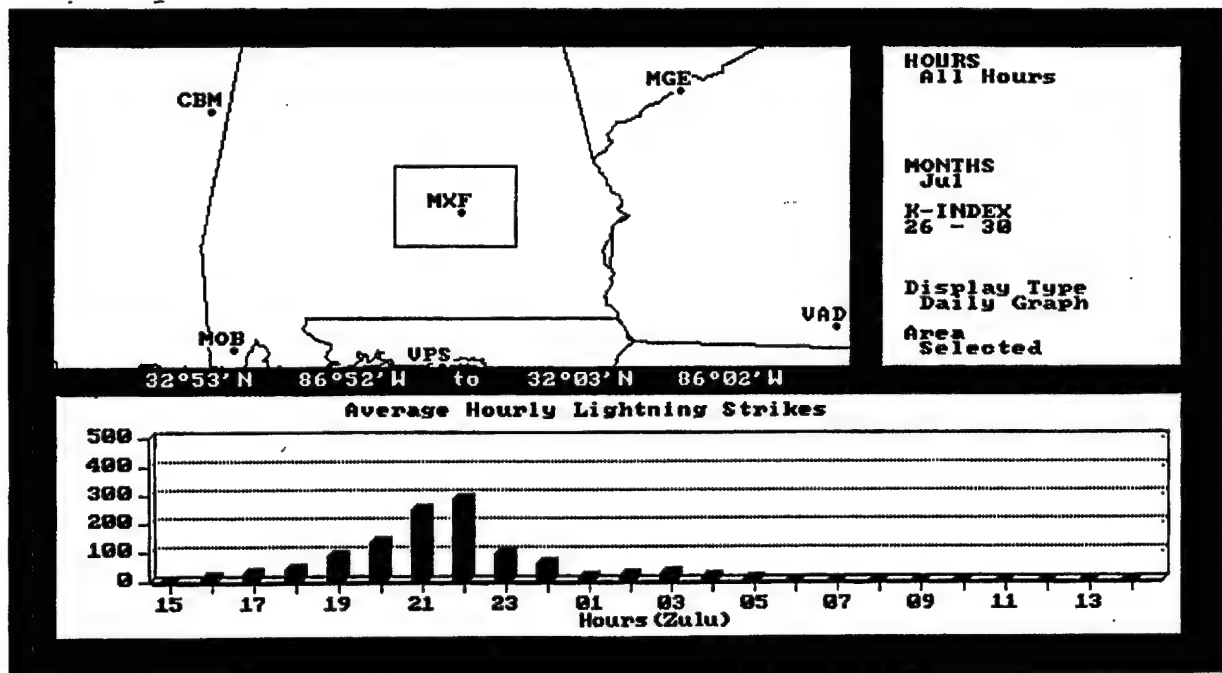 CBM
MGE
MXF
MOB
VPS
VAD
32°53'N 86°52'W to 32°03'N 86°02'W
HOURS
All Hours
MONTHS
Jul
K-INDEX
26 - 30
Display Type
Daily Graph
Area
Selected
Average Hourly Lightning Strikes
500
400
300
200
100
0
15 17 19 21 23 01 03 05 07 09 11 13
Hours(Zulu)